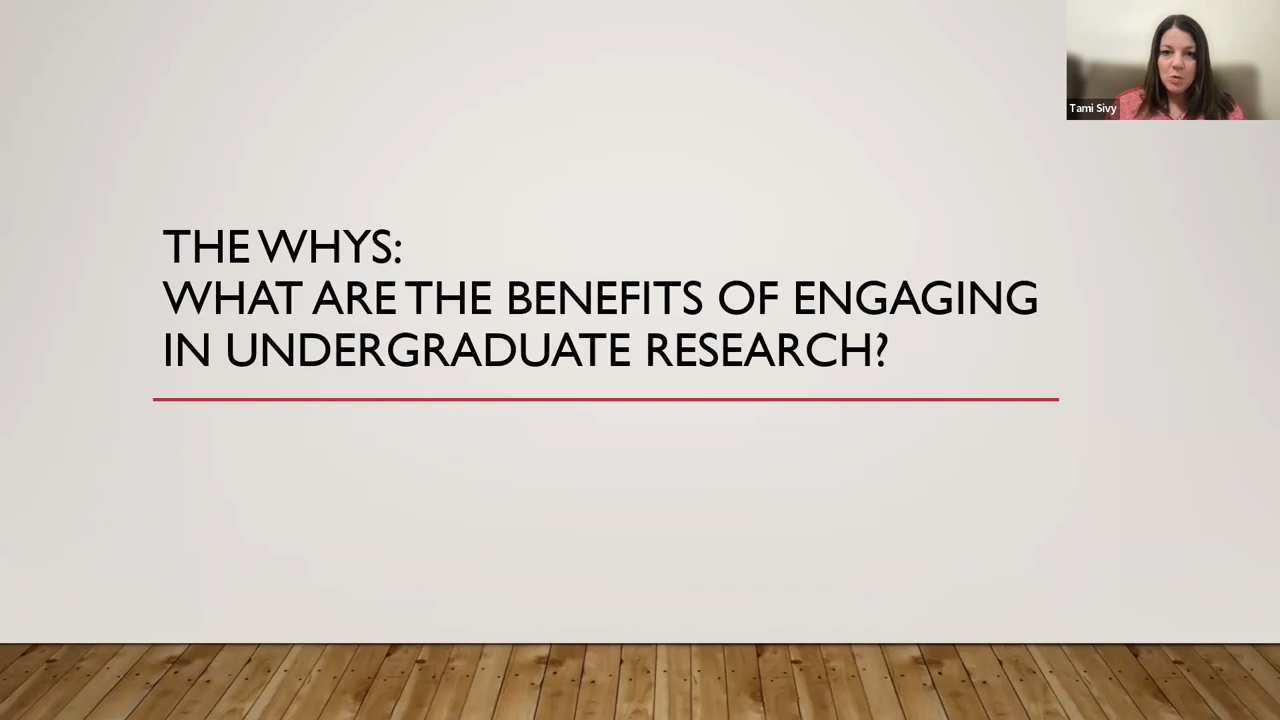 THE WHYS:
WHAT ARE THE BENEFITS OF ENGAGING
IN UNDERGRADUATE RESEARCH?
Tami Sivy